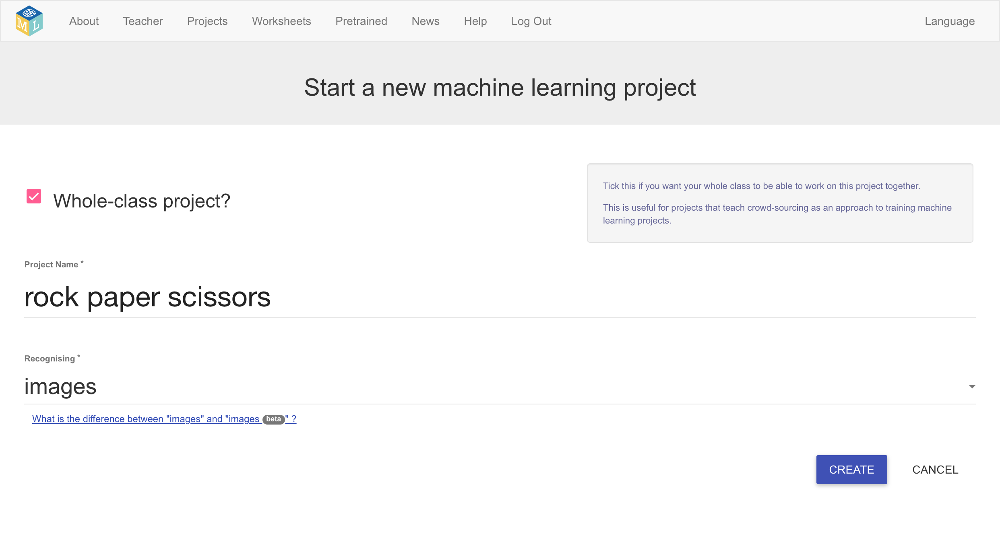 ML
About Teacher Projects Worksheets Pretrained News Help Log Out Language
Start a new machine learning project
Whole-class project?
Tick this if you want your whole class to be able to work on this project together.
This is useful for projects that teach crowd-sourcing as an approach to training machine
learning projects.
Project Name *
rock paper scissors
Recognising *
images
What is the difference between "images" and "images beta" ?
CREATE CANCEL